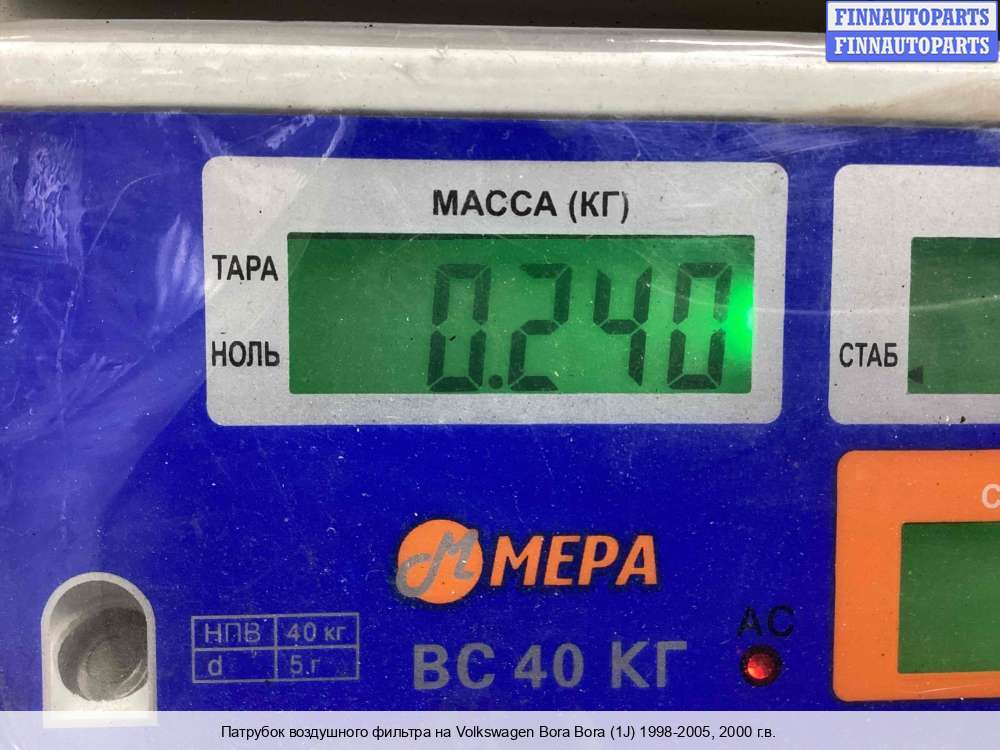 FINNAUTOPARTS
FINNAUTOPARTS
МАССА (КГ)
ТАРА
0.240
НОЛЬ
СТАБ
С
МЕРА
АС
НПВ 40 кг
d 5 г
ВС 40 КГ
Патрубок воздушного фильтра на Volkswagen Bora Bora (1J) 1998-2005, 2000 г.в.